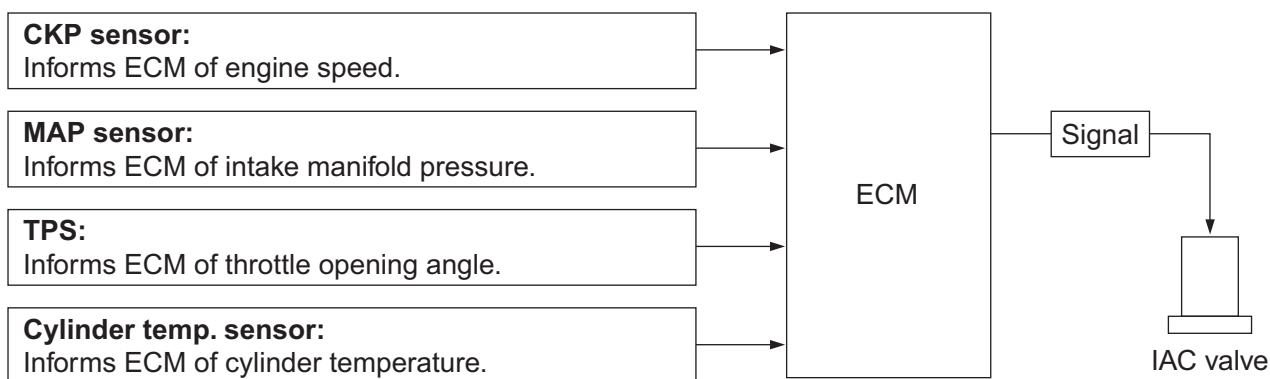 CKP sensor:
Informs ECM of engine speed.
MAP sensor:
Informs ECM of intake manifold pressure.
TPS:
Informs ECM of throttle opening angle.
Cylinder temp. sensor:
Informs ECM of cylinder temperature.
ECM
Signal
IAC valve